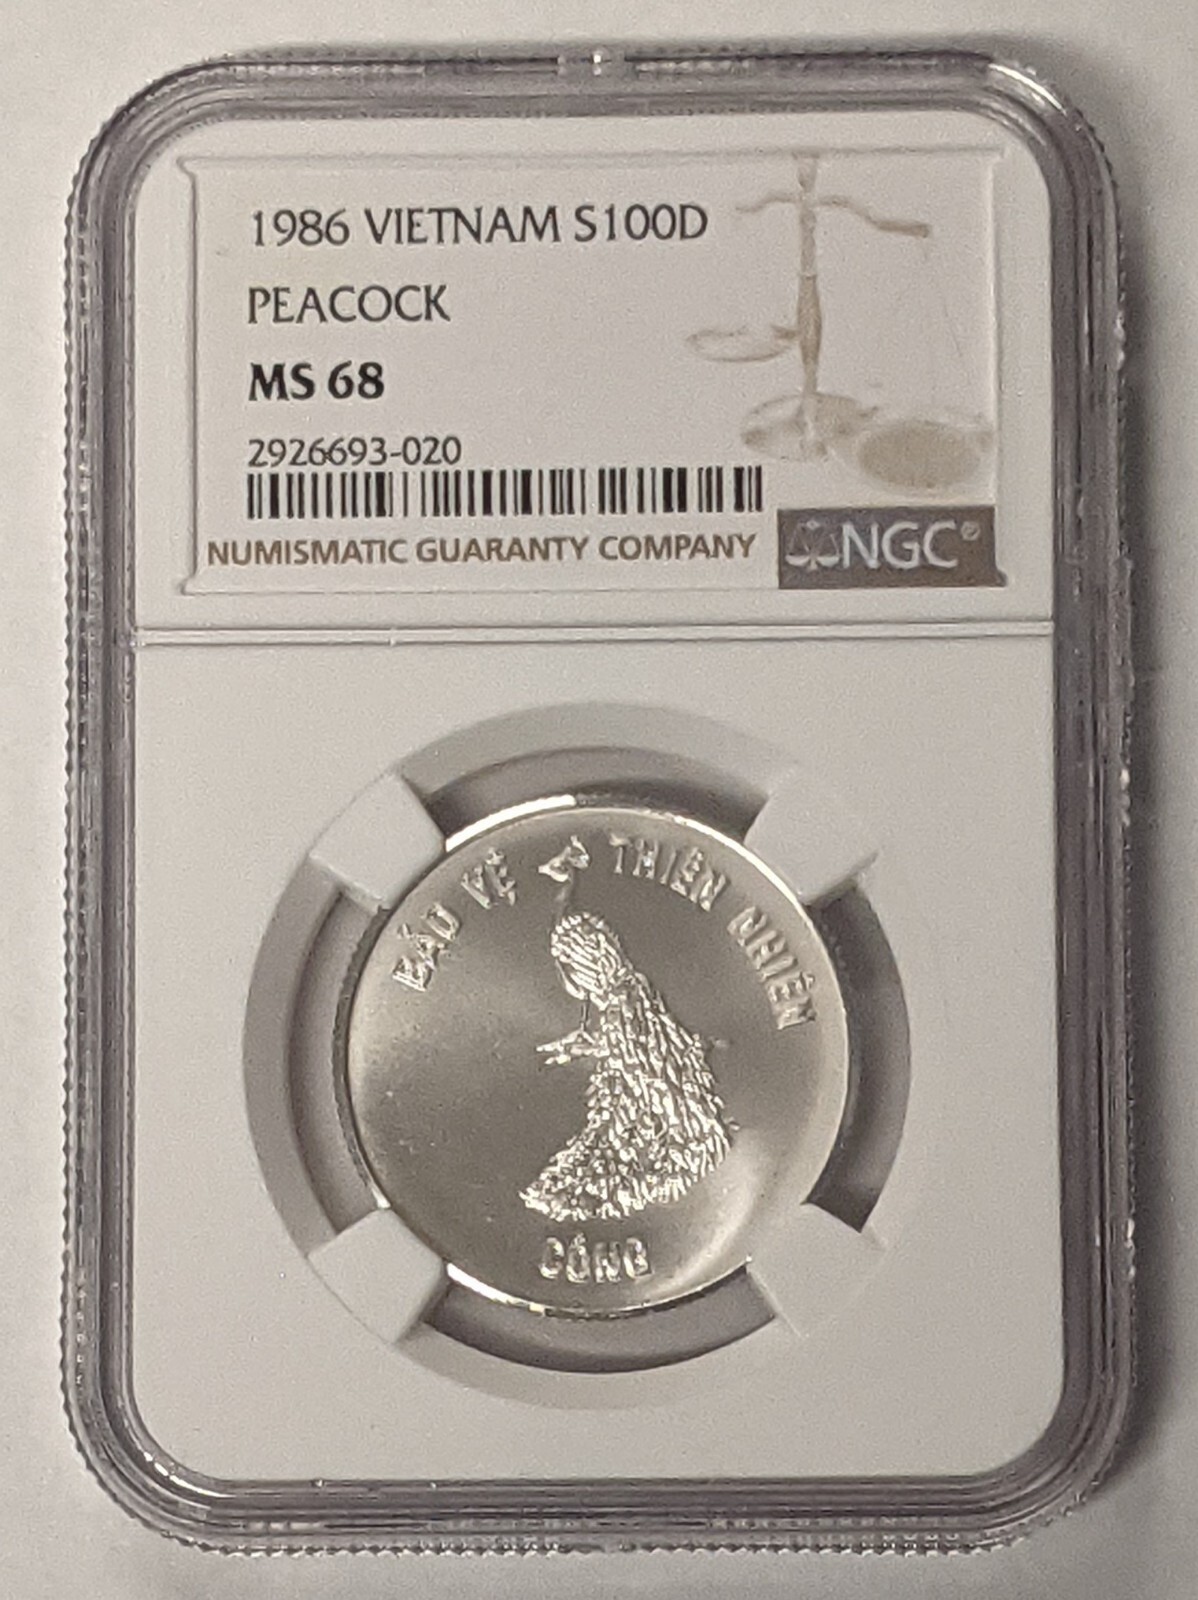 1986 VIETNAM S100D
PEACOCK
MS 68
2926693-020
NUMISMATIC GUARANTY COMPANY
NGC®
BẢO VỆ THIÊN NHIÊN
CÔNG